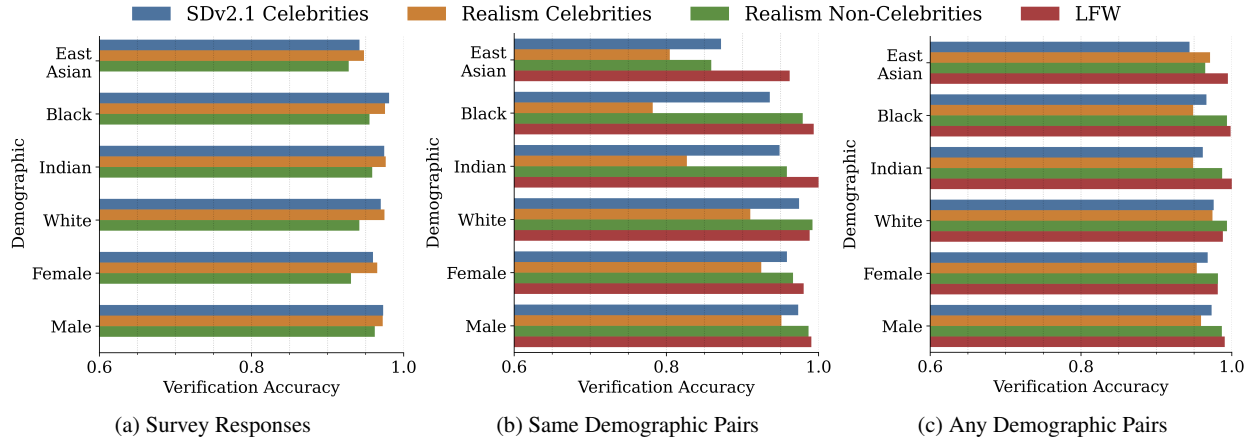 SDv2.1 Celebrities Realism Celebrities Realism Non-Celebrities LFW
Demographic
East
Asian
Black
Indian
White
Female
Male
0.6 0.8 1.0
Verification Accuracy
(a) Survey Responses
Demographic
East
Asian
Black
Indian
White
Female
Male
0.6 0.8 1.0
Verification Accuracy
(b) Same Demographic Pairs
Demographic
East
Asian
Black
Indian
White
Female
Male
0.6 0.8 1.0
Verification Accuracy
(c) Any Demographic Pairs